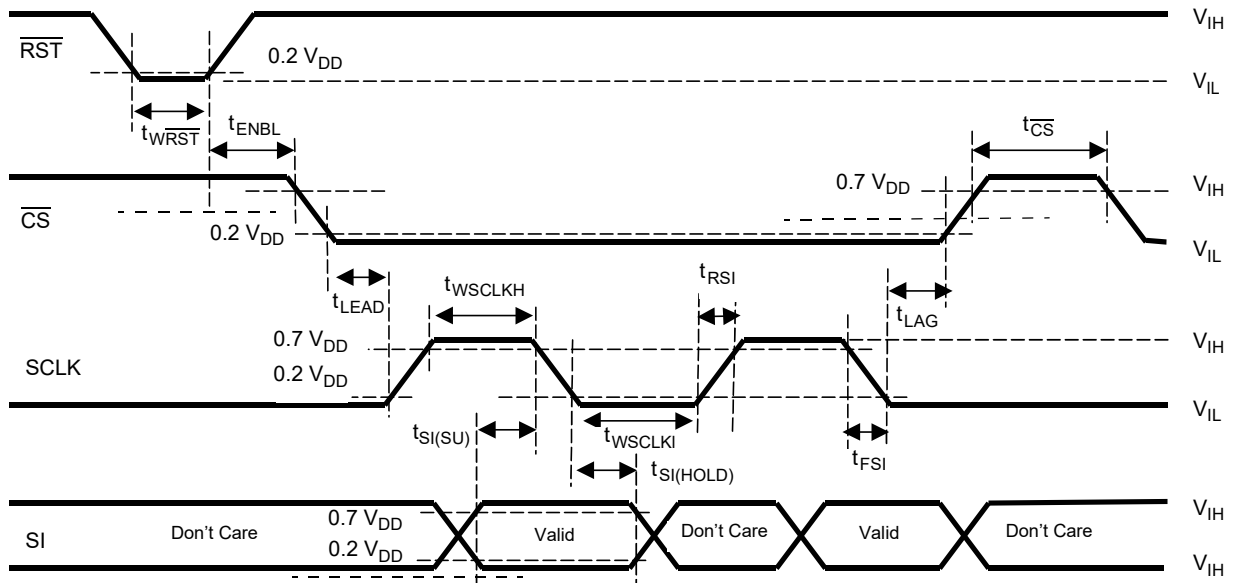 V_IH
RST
0.2 V_DD
V_IL
t_WRST
t_ENBL
t_CS
0.7 V_DD
V_IH
CS
0.2 V_DD
V_IL
t_LEAD
t_WSCLKH
t_RSI
t_LAG
0.7 V_DD
V_IH
SCLK
0.2 V_DD
V_IL
t_SI(SU)
t_WSCLKl
t_FSI
t_SI(HOLD)
V_IH
0.7 V_DD
Don't Care
Valid
Don't Care
Valid
Don't Care
SI
0.2 V_DD
V_IH